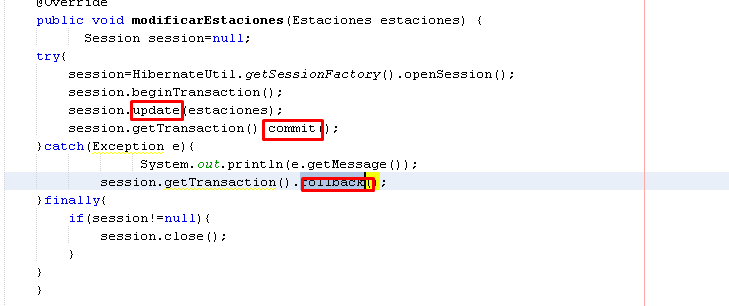 @Override
public void modificarEstaciones(Estaciones estaciones) {
Session session=null;
try{
session=HibernateUtil.getSessionFactory().openSession();
session.beginTransaction();
session.update(estaciones);
session.getTransaction().commit();
}catch(Exception e){
System.out.println(e.getMessage());
session.getTransaction().rollback();
}finally{
if(session!=null){
session.close();
}
}
}